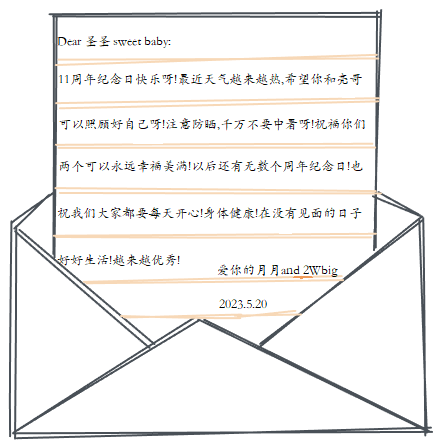 Dear 圣圣 sweet baby:
11周年纪念日快乐呀!最近天气越来越热,希望你和亮哥
可以照顾好自己呀!注意防晒,千万不要中暑呀!祝福你们
两个可以永远幸福美满!以后还有无数个周年纪念日!也
祝我们大家都要每天开心!身体健康!在没有见面的日子
好好生活!越来越优秀!
爱你的月月and 2Wbig
2023.5.20